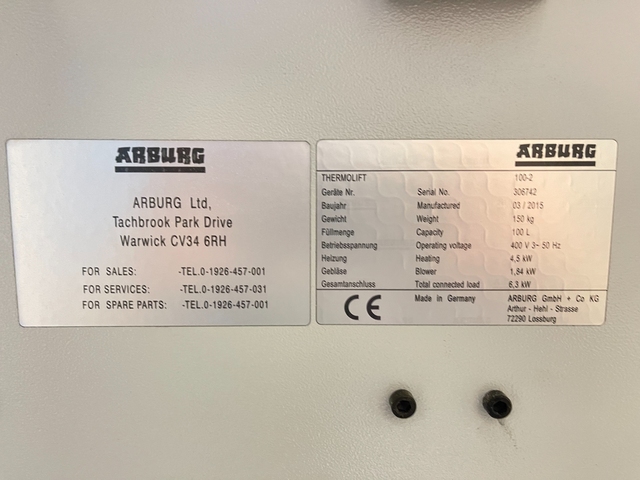 ARBURG
ARBURG Ltd,
Tachbrook Park Drive
Warwick CV34 6RH
FOR SALES: -TEL.0-1926-457-001
FOR SERVICES: -TEL.0-1926-457-031
FOR SPARE PARTS: -TEL.0-1926-457-001
ARBURG
THERMOLIFT 100-2
Geräte Nr. Serial No. 306742
Baujahr Manufactured 03 / 2015
Gewicht Weight 150 kg
Füllmenge Capacity 100 L
Betriebsspannung Operating voltage 400 V 3~ 50 Hz
Heizung Heating 4,5 kW
Gebläse Blower 1,84 kW
Gesamtanschluss Total connected load 6,3 kW
CE Made in Germany ARBURG GmbH + Co KG
Arthur - Hehl - Strasse
72290 Lossburg